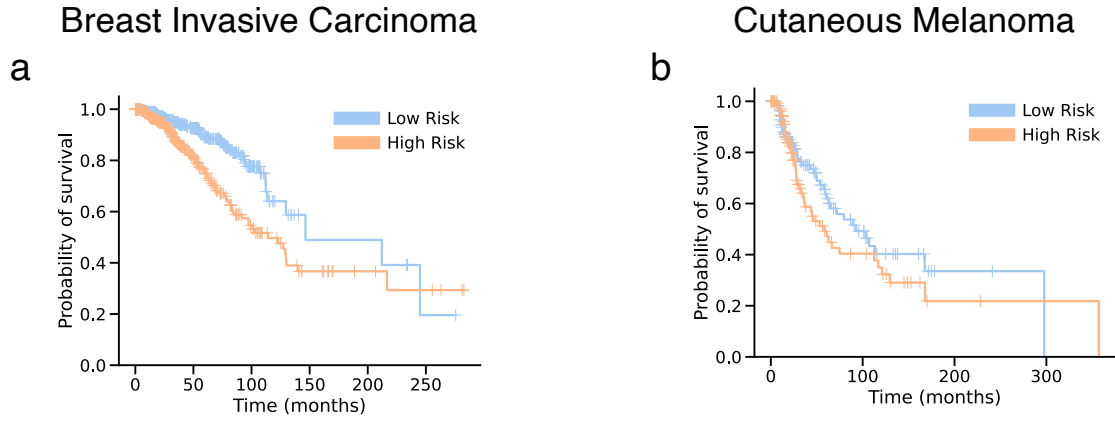 Breast Invasive Carcinoma
a
1.0
0.8
0.6
0.4
0.2
0.0
Probability of survival
Low Risk
High Risk
0 50 100 150 200 250
Time (months)
Cutaneous Melanoma
b
1.0
0.8
0.6
0.4
0.2
0.0
Probability of survival
Low Risk
High Risk
0 100 200 300
Time (months)